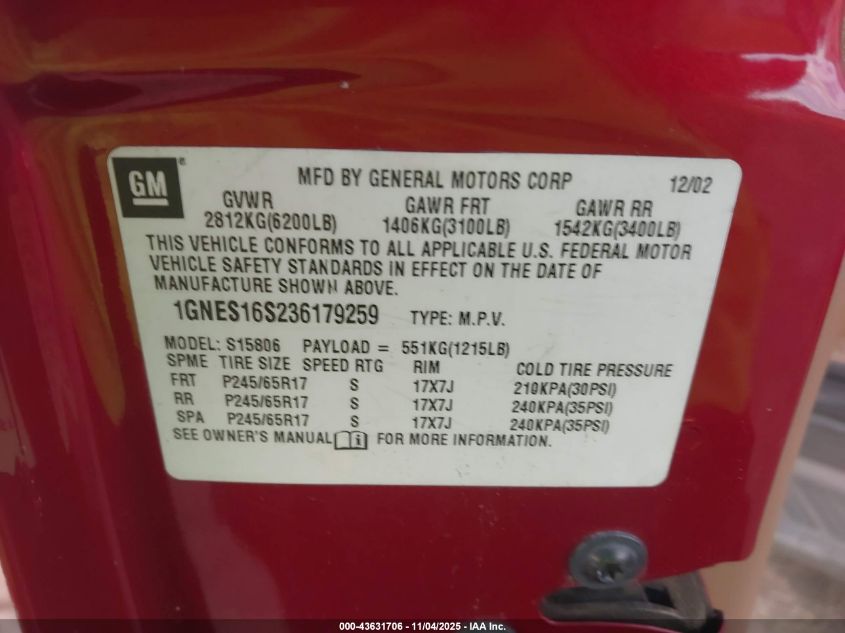 GM® MFD BY GENERAL MOTORS CORP 12/02
GVWR GAWR FRT GAWR RR
2812KG(6200LB) 1406KG(3100LB) 1542KG(3400LB)
THIS VEHICLE CONFORMS TO ALL APPLICABLE U.S. FEDERAL MOTOR
VEHICLE SAFETY STANDARDS IN EFFECT ON THE DATE OF
MANUFACTURE SHOWN ABOVE.
1GNES16S236179259 TYPE: M.P.V.
MODEL: S15806 PAYLOAD = 551KG(1215LB)
SPME TIRE SIZE SPEED RTG RIM COLD TIRE PRESSURE
FRT P245/65R17 S 17X7J 210KPA(30PSI)
RR P245/65R17 S 17X7J 240KPA(35PSI)
SPA P245/65R17 S 17X7J 240KPA(35PSI)
SEE OWNER'S MANUAL i FOR MORE INFORMATION.
000-43631706 - 11/04/2025 - IAA Inc.